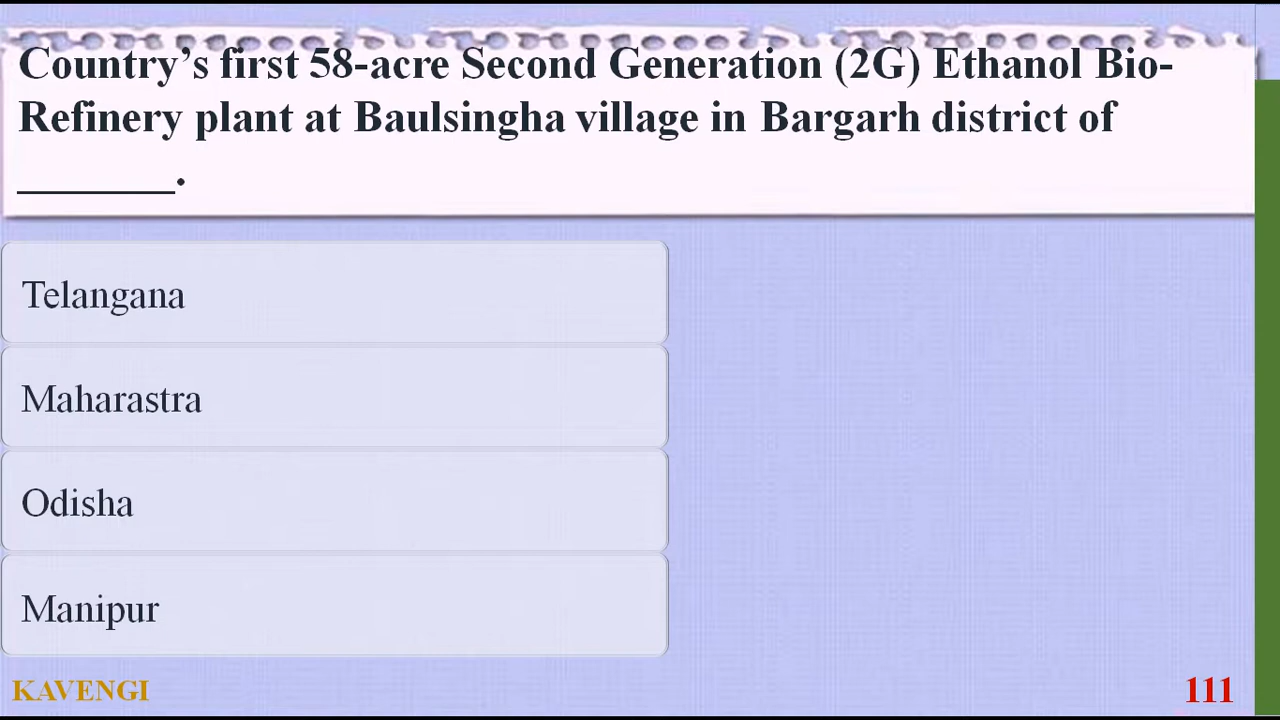 Country’s first 58-acre Second Generation (2G) Ethanol Bio-
Refinery plant at Baulsingha village in Bargarh district of
_______.
Telangana
Maharastra
Odisha
Manipur
KAVENGI
111